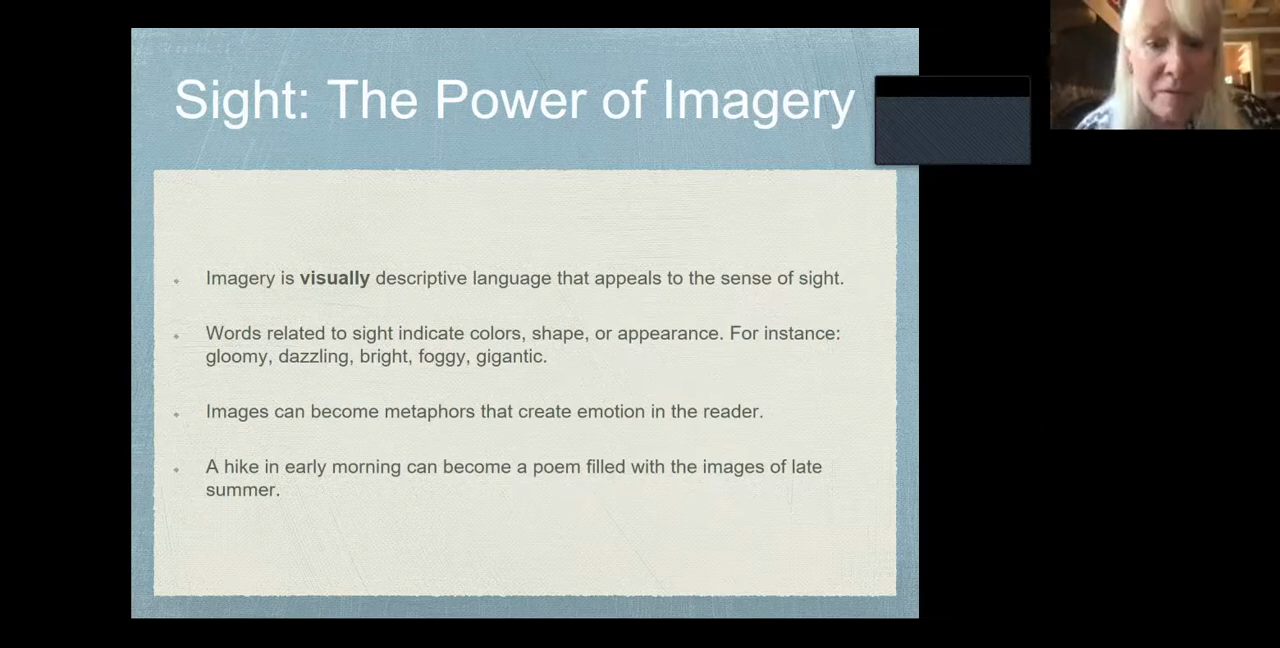 Sight: The Power of Imagery
Imagery is visually descriptive language that appeals to the sense of sight.
Words related to sight indicate colors, shape, or appearance. For instance:
gloomy, dazzling, bright, foggy, gigantic.
Images can become metaphors that create emotion in the reader.
A hike in early morning can become a poem filled with the images of late
summer.